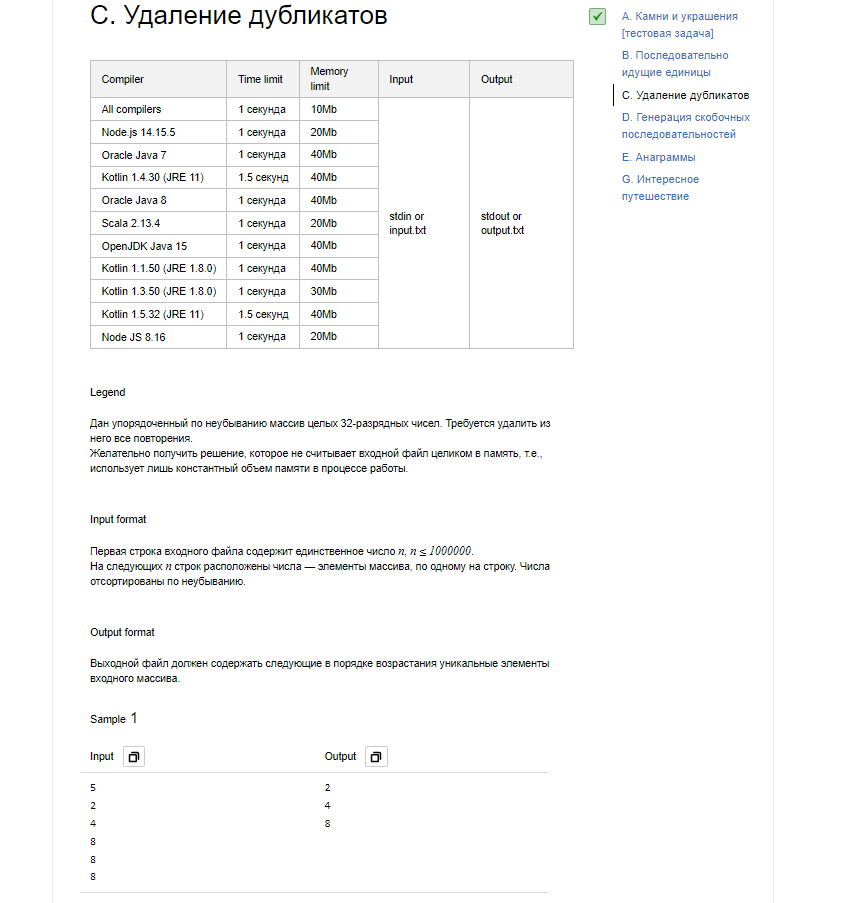 C. Удаление дубликатов
Compiler Time limit Memory limit Input Output
All compilers 1 секунда 10Mb stdin or input.txt stdout or output.txt
Node.js 14.15.5 1 секунда 20Mb
Oracle Java 7 1 секунда 40Mb
Kotlin 1.4.30 (JRE 11) 1.5 секунд 40Mb
Oracle Java 8 1 секунда 40Mb
Scala 2.13.4 1 секунда 20Mb
OpenJDK Java 15 1 секунда 40Mb
Kotlin 1.1.50 (JRE 1.8.0) 1 секунда 40Mb
Kotlin 1.3.50 (JRE 1.8.0) 1 секунда 30Mb
Kotlin 1.5.32 (JRE 11) 1.5 секунд 40Mb
Node JS 8.16 1 секунда 20Mb
Legend
Дан упорядоченный по неубыванию массив целых 32-разрядных чисел. Требуется удалить из
него все повторения.
Желательно получить решение, которое не считывает входной файл целиком в память, т.е.,
использует лишь константный объем памяти в процессе работы.
Input format
Первая строка входного файла содержит единственное число n, n ≤ 1000000.
На следующих n строк расположены числа — элементы массива, по одному на строку. Числа
отсортированы по неубыванию.
Output format
Выходной файл должен содержать следующие в порядке возрастания уникальные элементы
входного массива.
Sample 1
Input Output
5 2
2 4
4 8
8
8
8
A. Камни и украшения
[тестовая задача]
B. Последовательно
идущие единицы
C. Удаление дубликатов
D. Генерация скобочных
последовательностей
E. Анаграммы
G. Интересное
путешествие